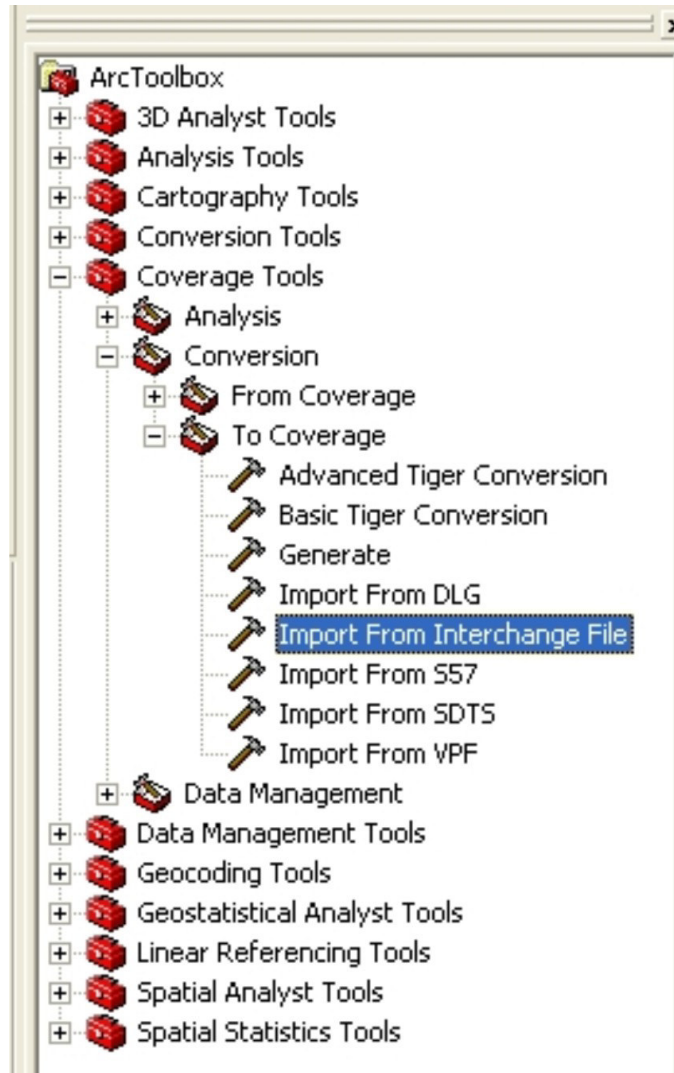 ArcToolbox
3D Analyst Tools
Analysis Tools
Cartography Tools
Conversion Tools
Coverage Tools
Analysis
Conversion
From Coverage
To Coverage
Advanced Tiger Conversion
Basic Tiger Conversion
Generate
Import From DLG
Import From Interchange File
Import From S57
Import From SDTS
Import From VPF
Data Management
Data Management Tools
Geocoding Tools
Geostatistical Analyst Tools
Linear Referencing Tools
Spatial Analyst Tools
Spatial Statistics Tools